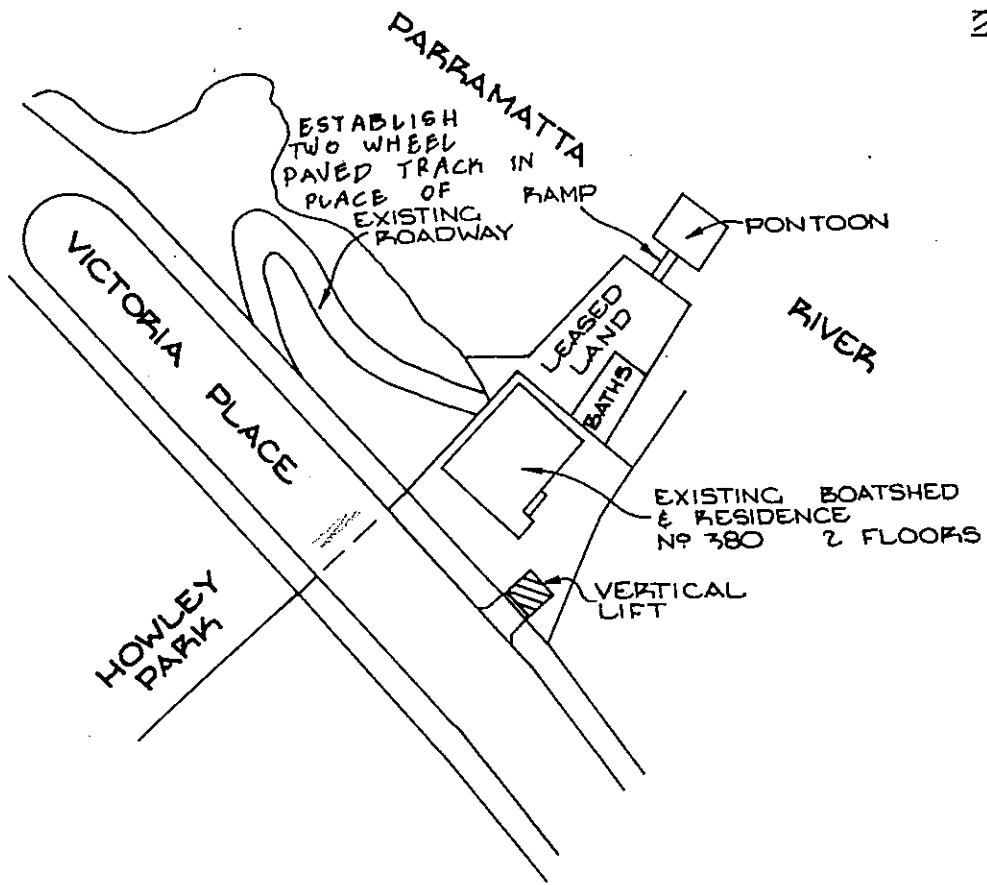 PARRAMATTA
RIVER
ESTABLISH
TWO WHEEL
PAVED TRACK IN
PLACE OF
EXISTING
ROADWAY
RAMP
PONTOON
LEASED
LAND
BATHS
VICTORIA PLACE
EXISTING BOATSHED
& RESIDENCE
Nº 380 2 FLOORS
VERTICAL
LIFT
HOWLEY
PARK